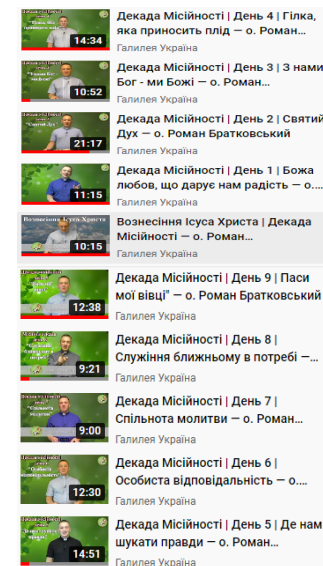 Декада Місійності | День 4 | Гілка,
яка приносить плід — о. Роман...
Галилея Україна
14:34
Декада Місійності | День 3 | З нами
Бог - ми Божі — о. Роман...
Галилея Україна
10:52
Декада Місійності | День 2 | Святий
Дух — о. Роман Братковський
Галилея Україна
21:17
Декада Місійності | День 1 | Божа
любов, що дарує нам радість — о....
Галилея Україна
11:15
Вознесіння Ісуса Христа
Вознесіння Ісуса Христа | Декада
Місійності — о. Роман...
Галилея Україна
10:15
Декада Місійності | День 9 | Паси
мої вівці" — о. Роман Братковський
Галилея Україна
12:38
Декада Місійності | День 8 |
Служіння ближньому в потребі —...
Галилея Україна
9:21
Декада Місійності | День 7 |
Спільнота молитви — о. Роман...
Галилея Україна
9:00
Декада Місійності | День 6 |
Особиста відповідальність — о....
Галилея Україна
12:30
Декада Місійності | День 5 | Де нам
шукати правди — о. Роман...
Галилея Україна
14:51